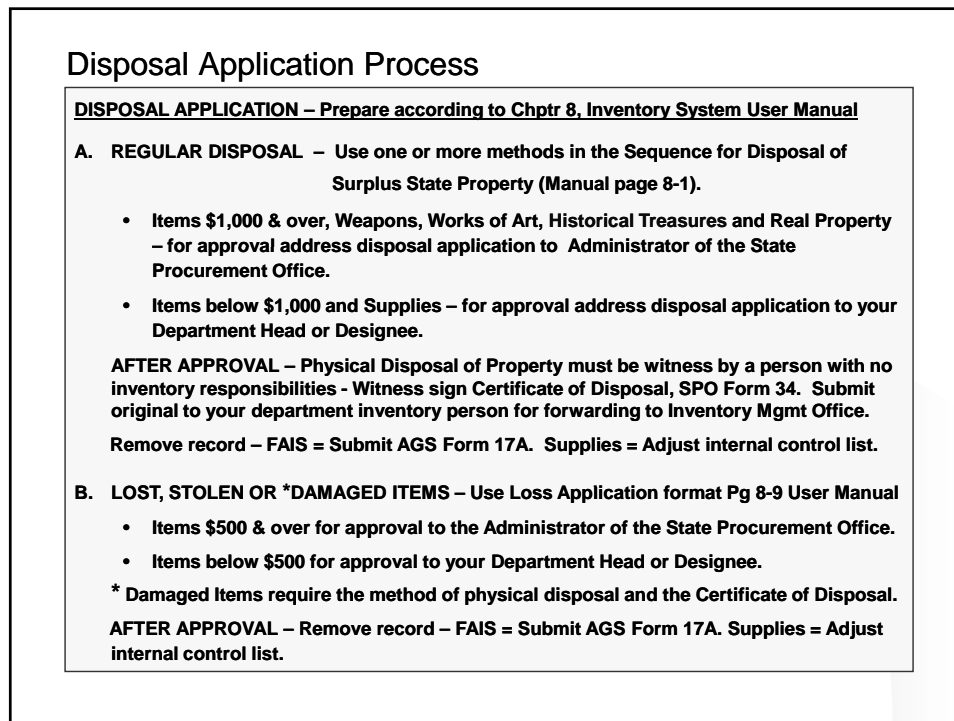 Disposal Application Process
DISPOSAL APPLICATION – Prepare according to Chptr 8, Inventory System User Manual
A. REGULAR DISPOSAL – Use one or more methods in the Sequence for Disposal of
Surplus State Property (Manual page 8-1).
• Items $1,000 & over, Weapons, Works of Art, Historical Treasures and Real Property
– for approval address disposal application to Administrator of the State
Procurement Office.
• Items below $1,000 and Supplies – for approval address disposal application to your
Department Head or Designee.
AFTER APPROVAL – Physical Disposal of Property must be witness by a person with no
inventory responsibilities - Witness sign Certificate of Disposal, SPO Form 34. Submit
original to your department inventory person for forwarding to Inventory Mgmt Office.
Remove record – FAIS = Submit AGS Form 17A. Supplies = Adjust internal control list.
B. LOST, STOLEN OR *DAMAGED ITEMS – Use Loss Application format Pg 8-9 User Manual
• Items $500 & over for approval to the Administrator of the State Procurement Office.
• Items below $500 for approval to your Department Head or Designee.
* Damaged Items require the method of physical disposal and the Certificate of Disposal.
AFTER APPROVAL – Remove record – FAIS = Submit AGS Form 17A. Supplies = Adjust
internal control list.